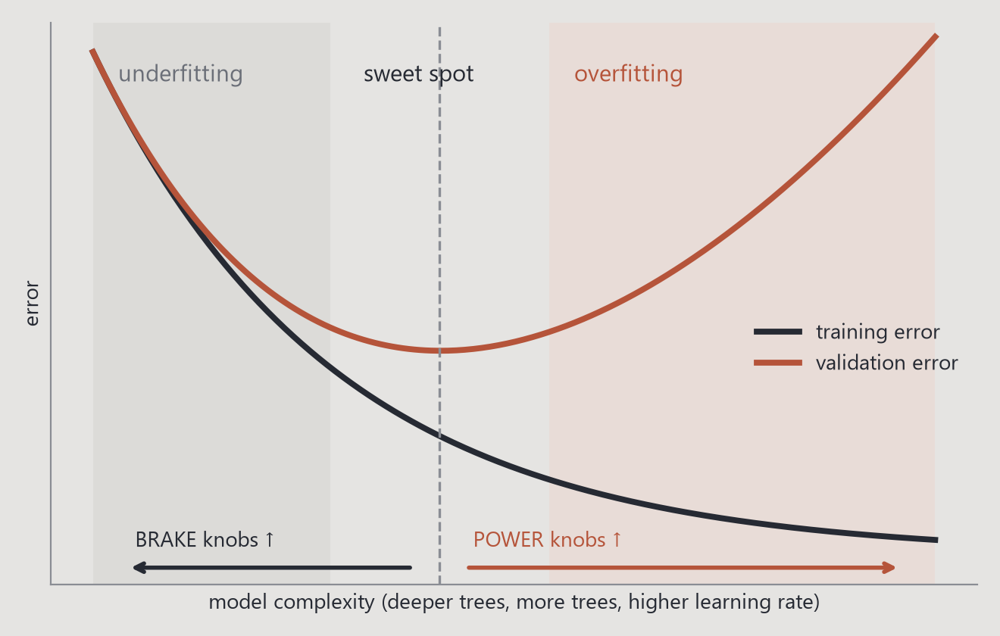 underfitting
sweet spot
overfitting
error
training error
validation error
BRAKE knobs ↑
POWER knobs ↑
model complexity (deeper trees, more trees, higher learning rate)